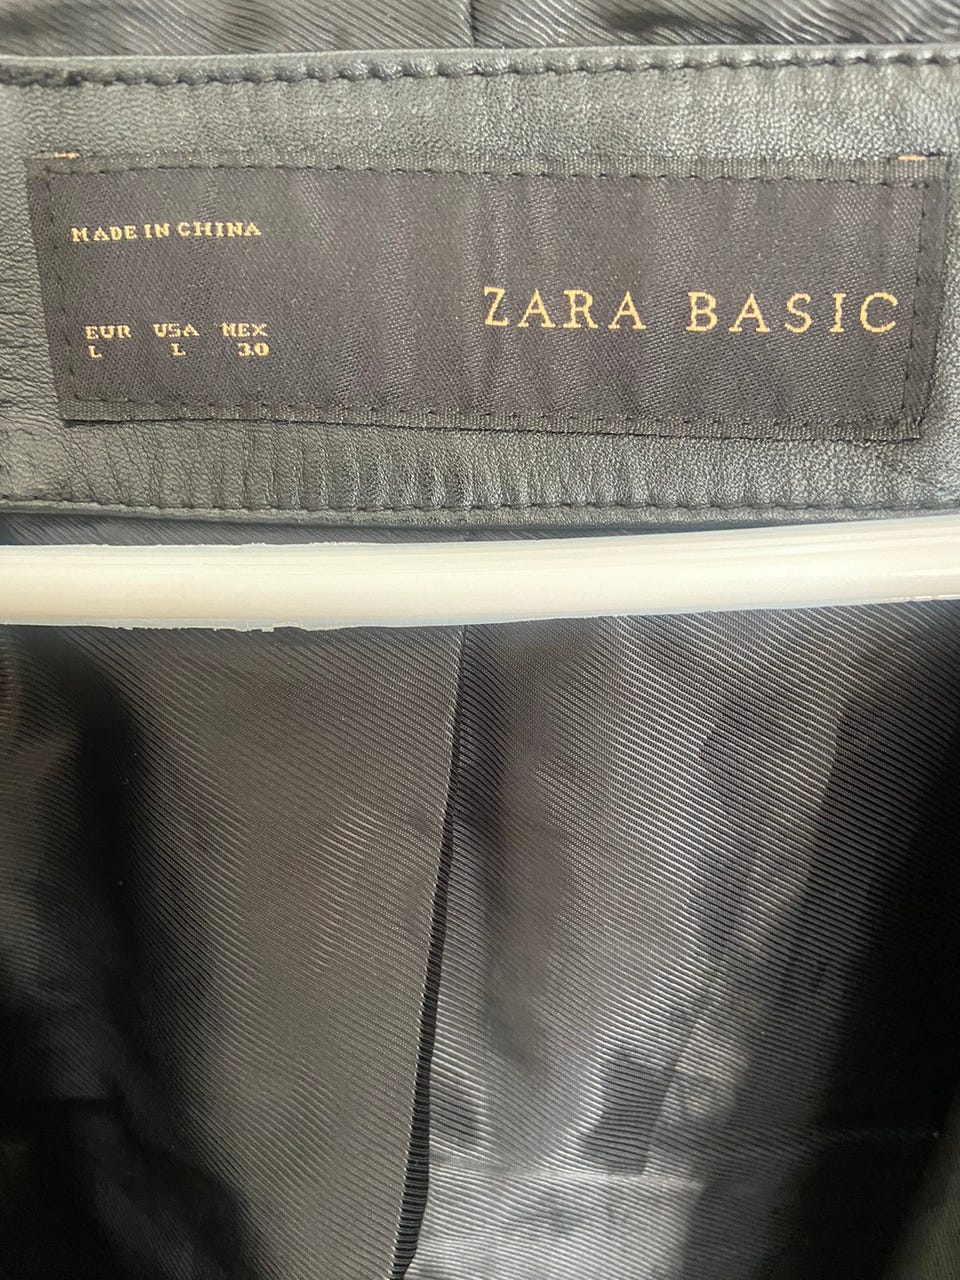 MADE IN CHINA
ZARA BASIC
EUR USA MEX
L L 30